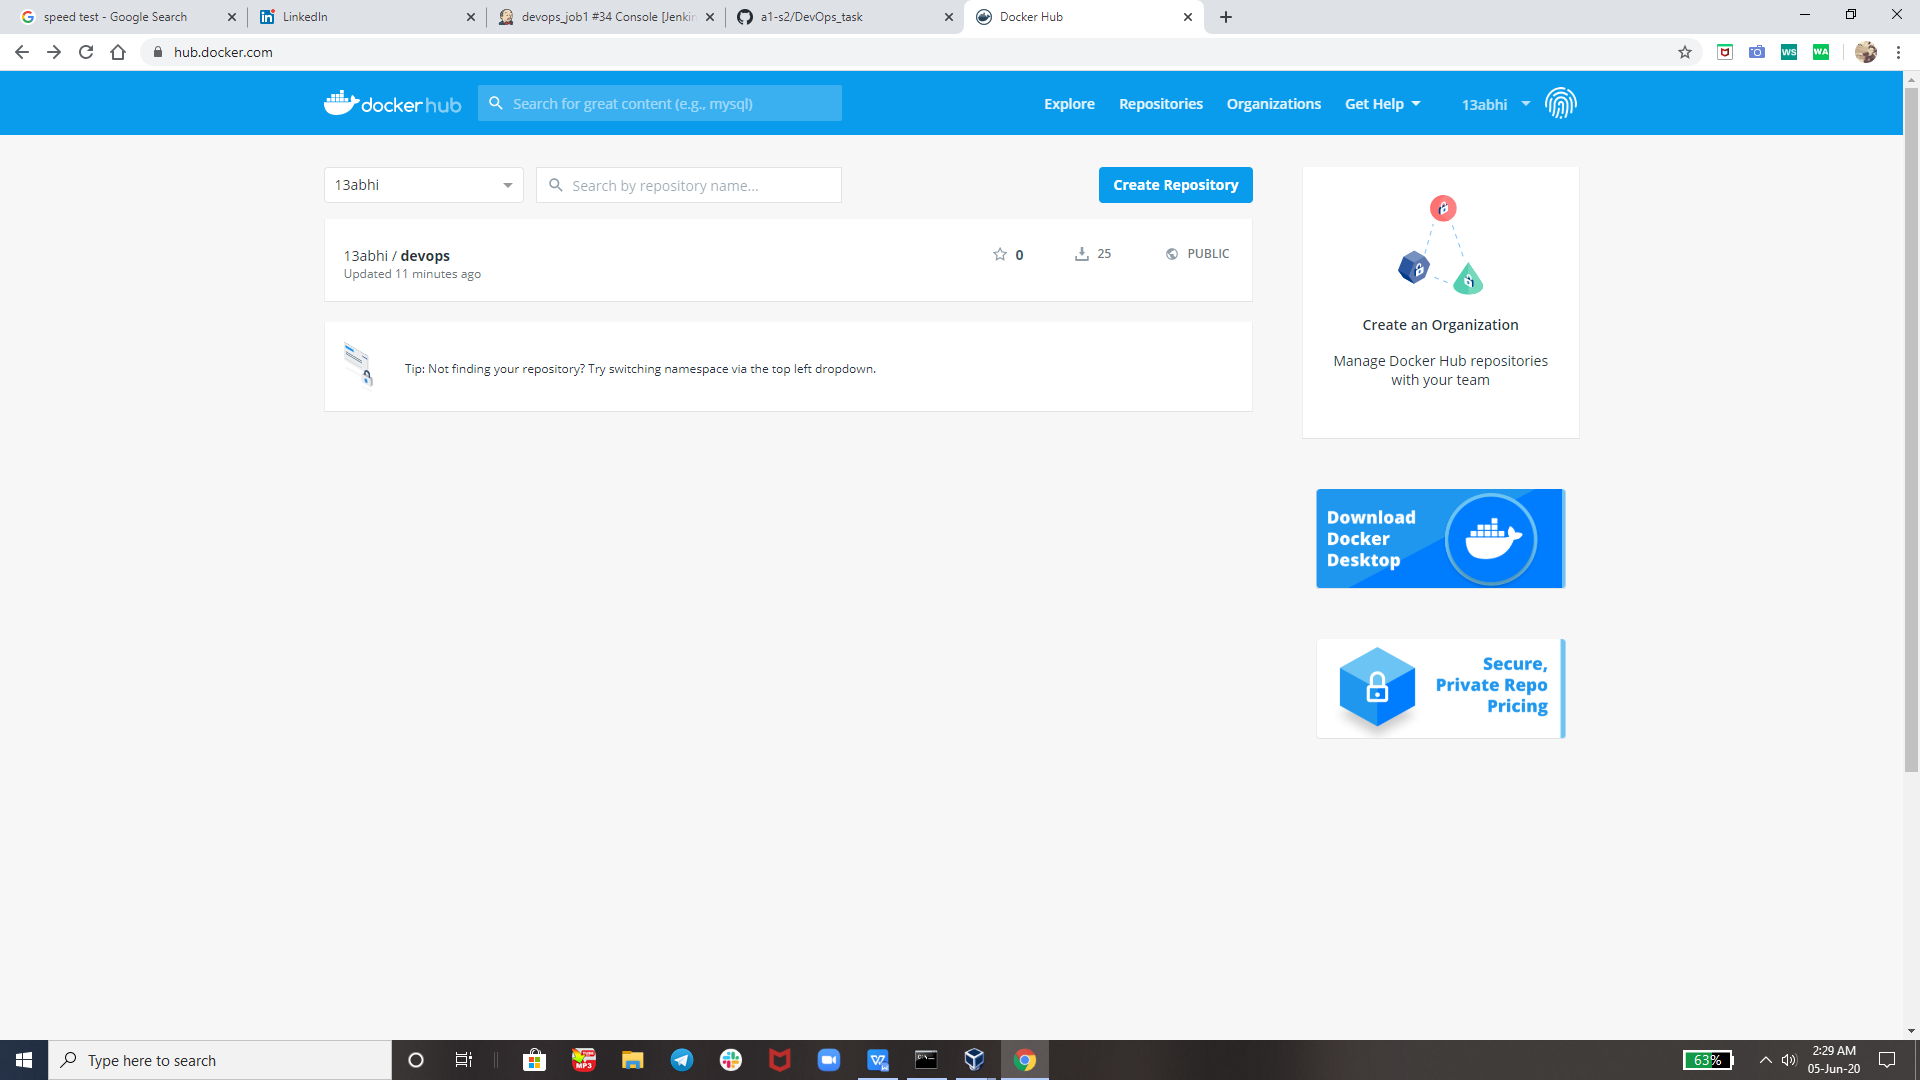 speed test - Google Search
LinkedIn
devops_job1 #34 Console [Jenkin
a1-s2/DevOps_task
Docker Hub
hub.docker.com
WS
WA
docker hub
Search for great content (e.g., mysql)
Explore
Repositories
Organizations
Get Help
13abhi
13abhi
Search by repository name...
Create Repository
13abhi / devops
Updated 11 minutes ago
0
25
PUBLIC
Tip: Not finding your repository? Try switching namespace via the top left dropdown.
Create an Organization
Manage Docker Hub repositories
with your team
Download
Docker
Desktop
Secure,
Private Repo
Pricing
Type here to search
MP3
63%
2:29 AM
05-Jun-20